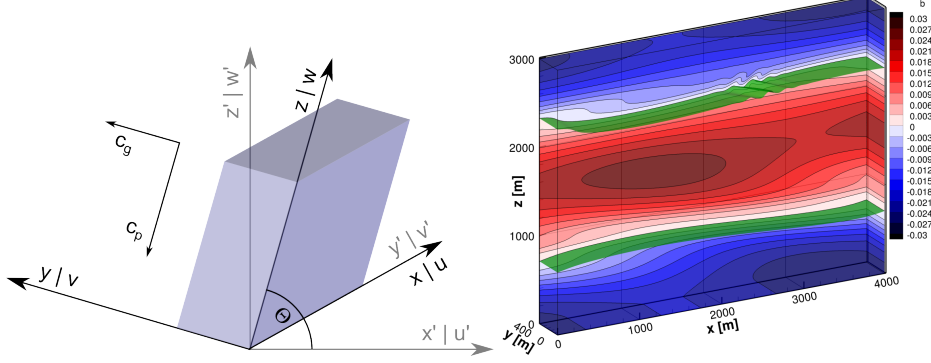 z' | w'
z | w
c_g
c_p
y' | v'
x | u
y | v
Θ
x' | u'
b
0.03
0.027
0.024
0.021
0.018
0.015
0.012
0.009
0.006
0.003
0
-0.003
-0.006
-0.009
-0.012
-0.015
-0.018
-0.021
-0.024
-0.027
-0.03
3000
2000
1000
0
z [m]
400
0
y [m]
0
1000
2000
3000
4000
x [m]